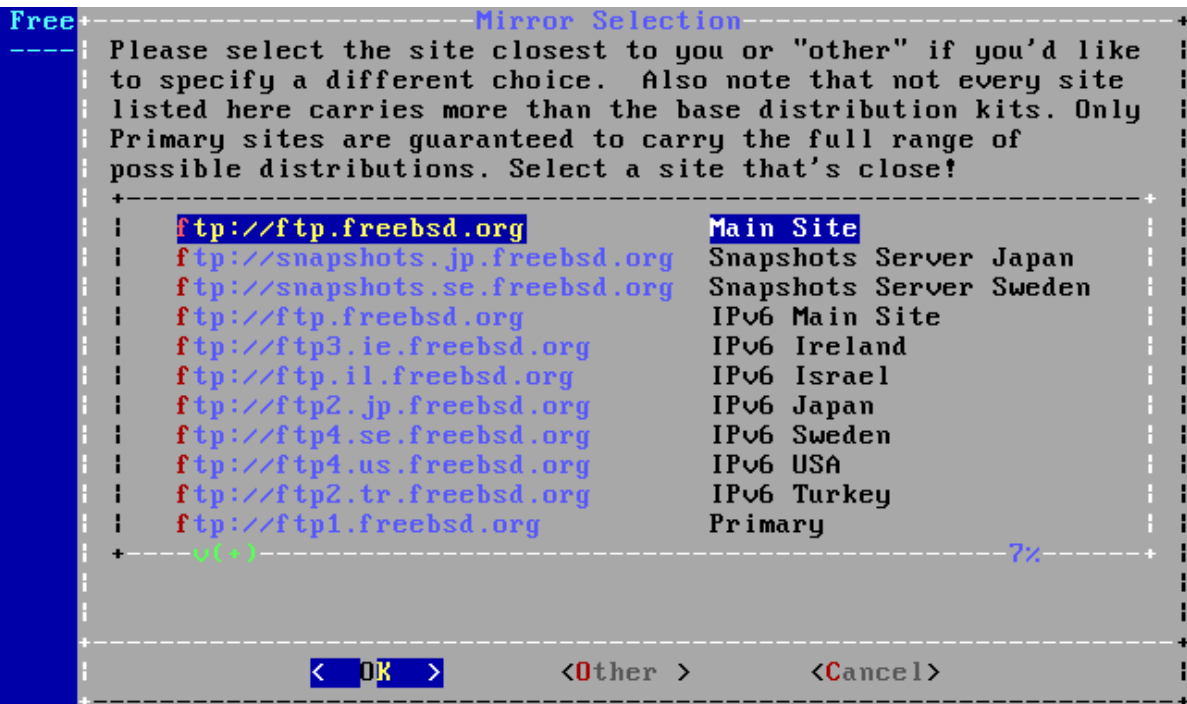 Free
Mirror Selection
Please select the site closest to you or "other" if you'd like
to specify a different choice.  Also note that not every site
listed here carries more than the base distribution kits. Only
Primary sites are guaranteed to carry the full range of
possible distributions. Select a site that's close!
ftp://ftp.freebsd.org Main Site
ftp://snapshots.jp.freebsd.org Snapshots Server Japan
ftp://snapshots.se.freebsd.org Snapshots Server Sweden
ftp://ftp.freebsd.org IPv6 Main Site
ftp://ftp3.ie.freebsd.org IPv6 Ireland
ftp://ftp.il.freebsd.org IPv6 Israel
ftp://ftp2.jp.freebsd.org IPv6 Japan
ftp://ftp4.se.freebsd.org IPv6 Sweden
ftp://ftp4.us.freebsd.org IPv6 USA
ftp://ftp2.tr.freebsd.org IPv6 Turkey
ftp://ftp1.freebsd.org Primary
v(+) 7%
< OK > <Other > <Cancel>